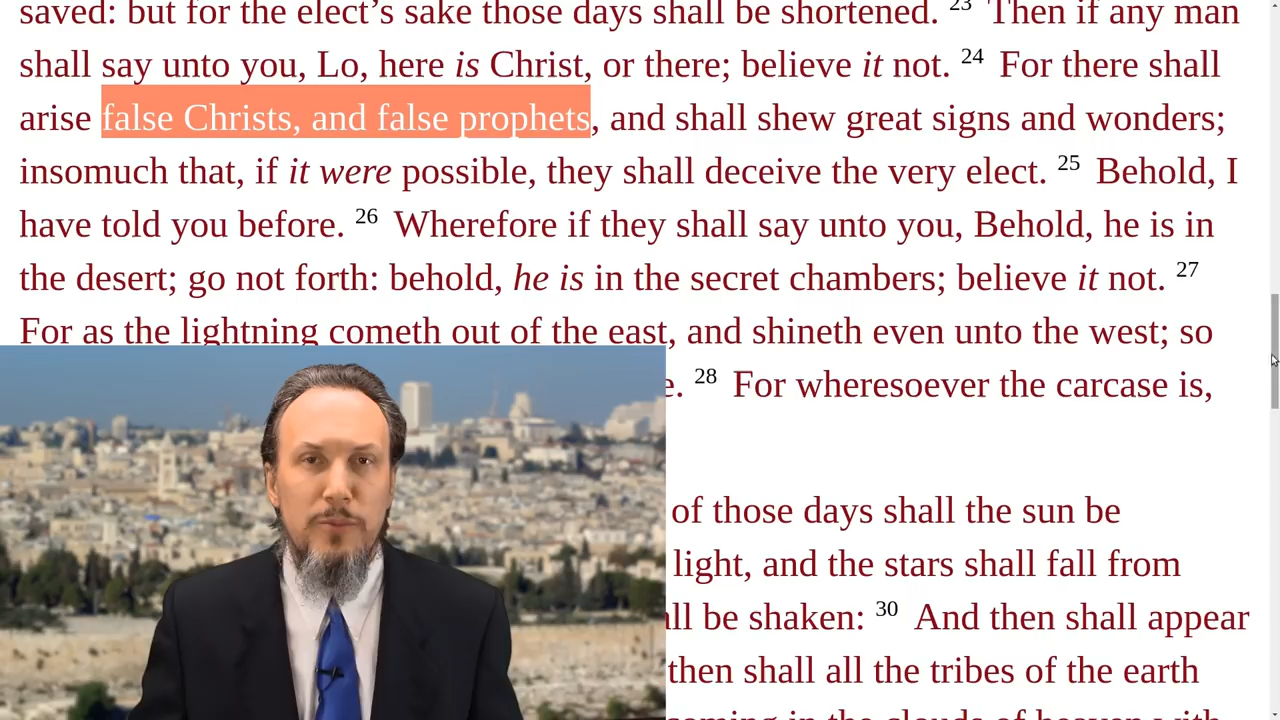 saved: but for the elect’s sake those days shall be shortened. 23 Then if any man
shall say unto you, Lo, here is Christ, or there; believe it not. 24 For there shall
arise false Christs, and false prophets, and shall shew great signs and wonders;
insomuch that, if it were possible, they shall deceive the very elect. 25 Behold, I
have told you before. 26 Wherefore if they shall say unto you, Behold, he is in
the desert; go not forth: behold, he is in the secret chambers; believe it not. 27
For as the lightning cometh out of the east, and shineth even unto the west; so
28 For wheresoever the carcase is,
of those days shall the sun be
light, and the stars shall fall from
be shaken: 30 And then shall appear
then shall all the tribes of the earth
coming in the clouds of heaven with